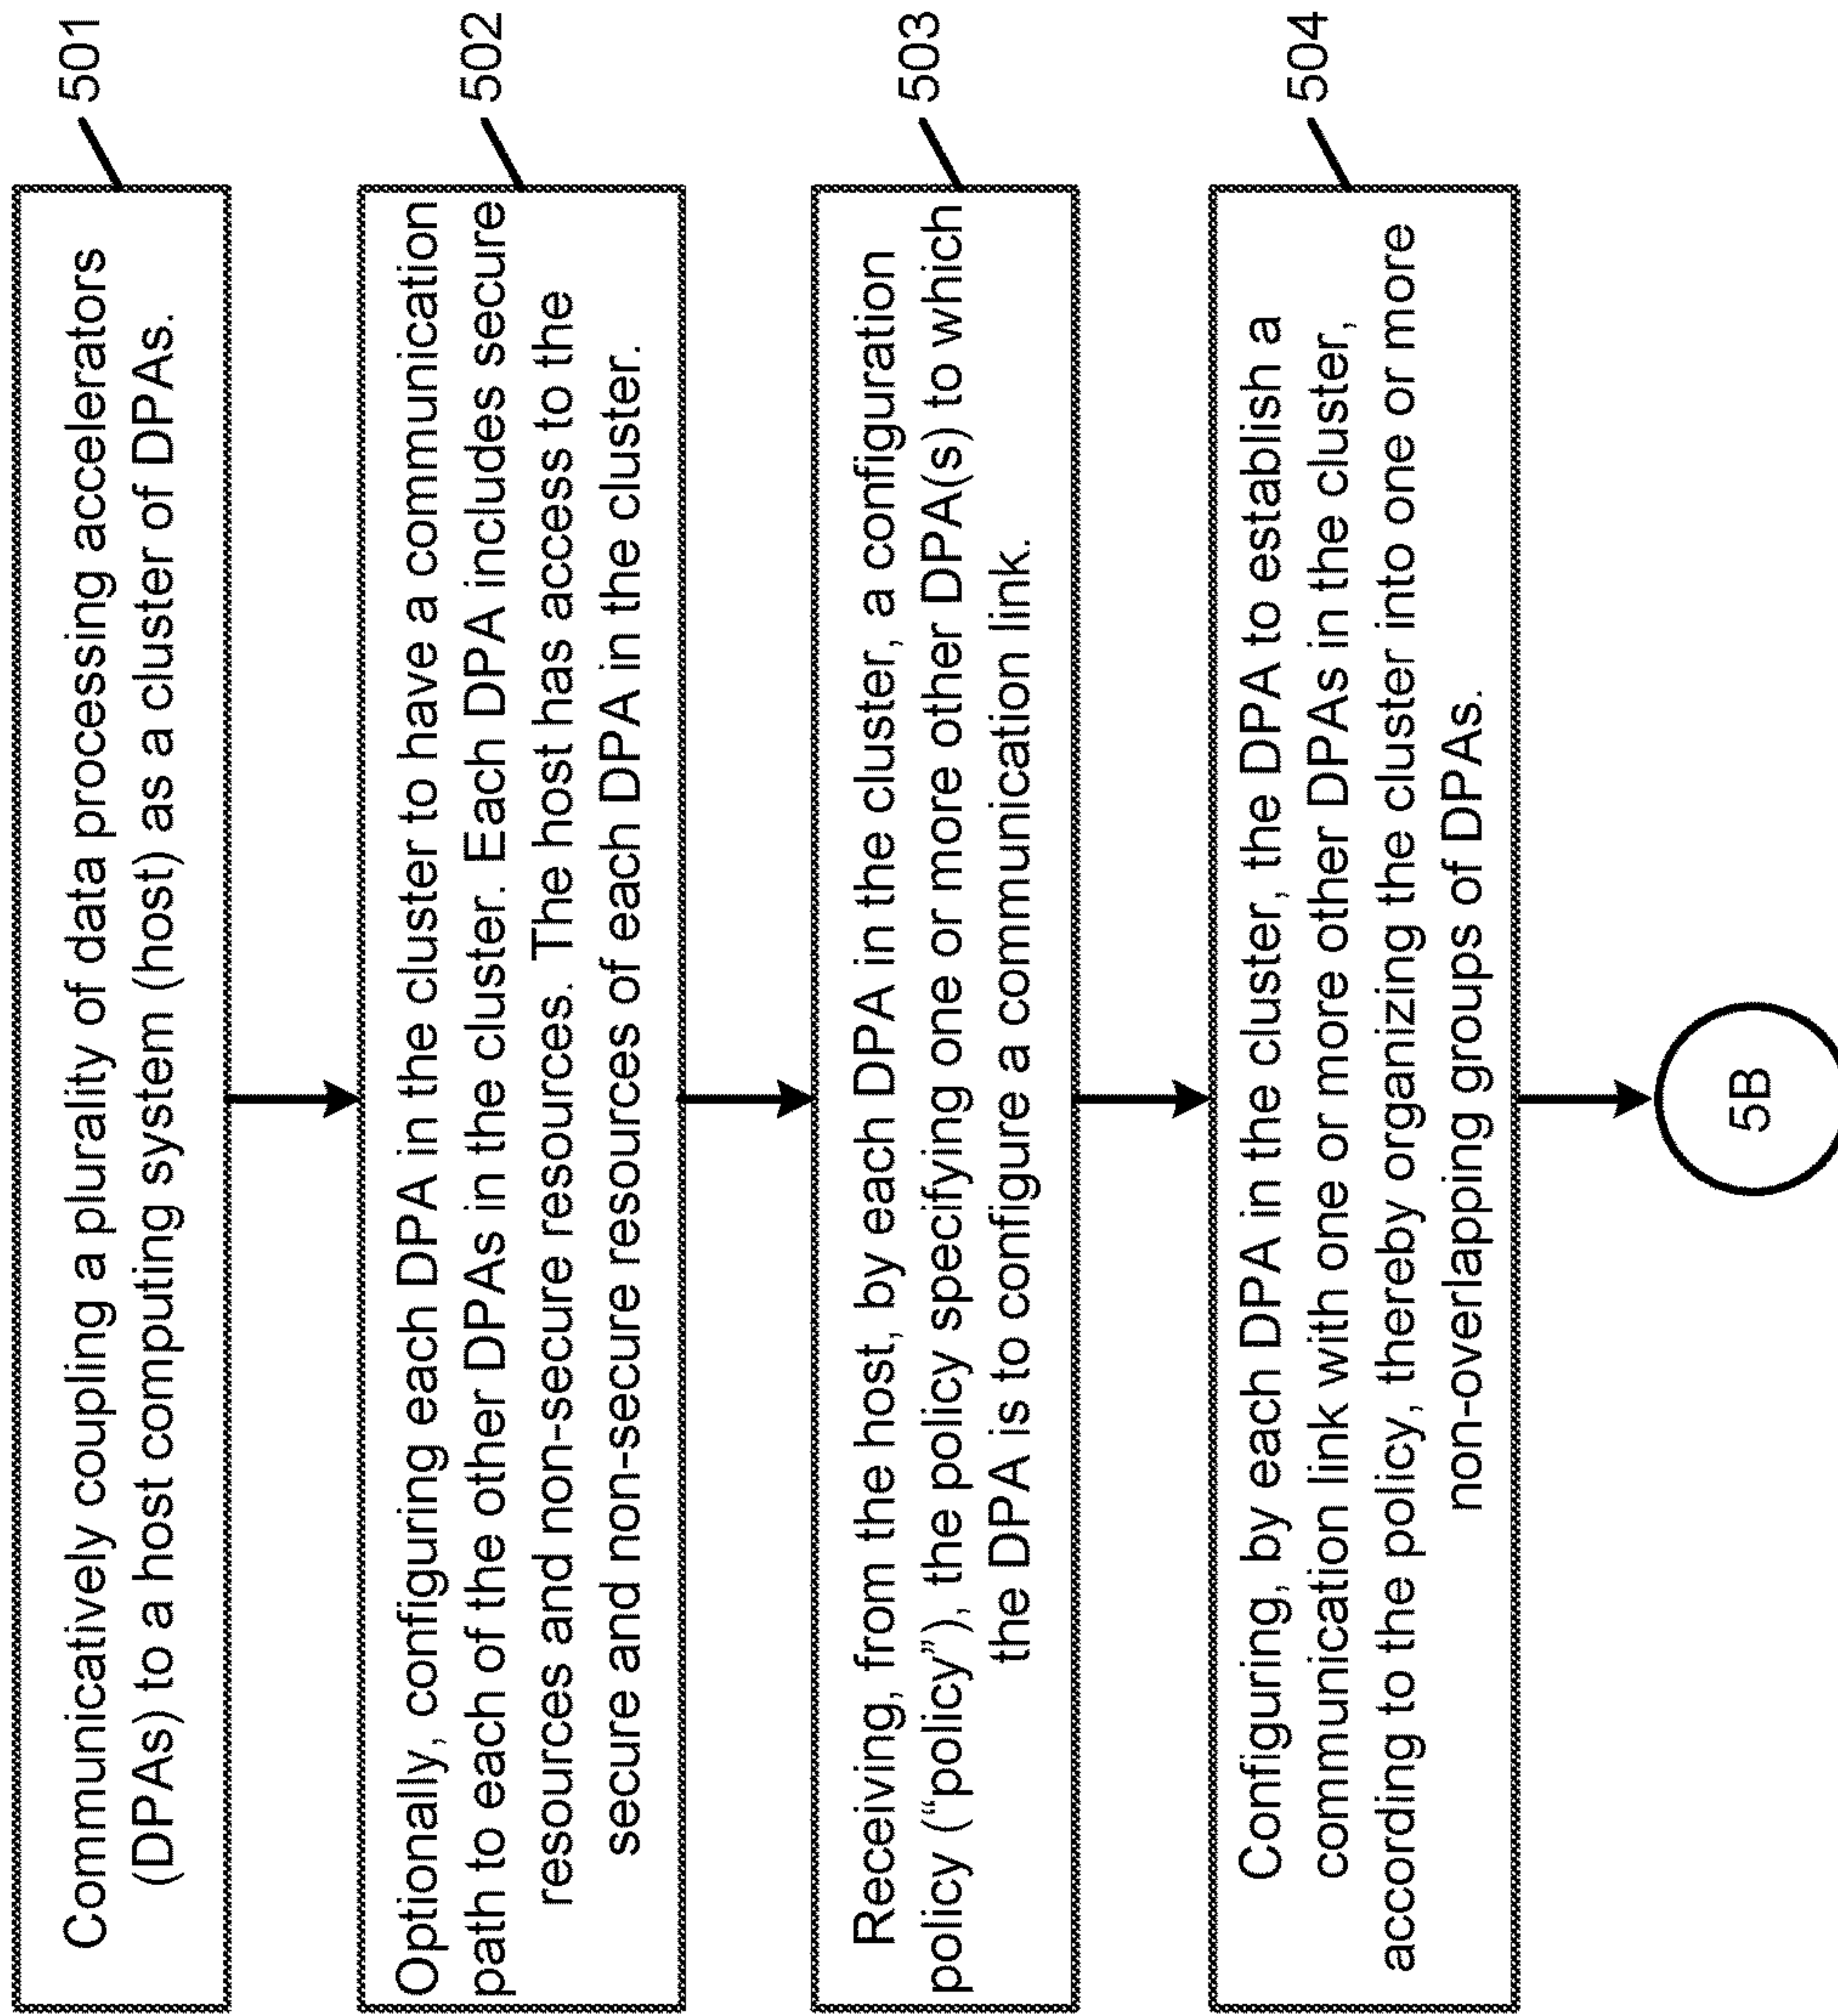 Communicatively coupling a plurality of data processing accelerators
(DPAs) to a host computing system (host) as a cluster of DPAs.
501
Optionally, configuring each DPA in the cluster to have a communication
path to each of the other DPAs in the cluster. Each DPA includes secure
resources and non-secure resources. The host has access to the
secure and non-secure resources of each DPA in the cluster.
502
Receiving, from the host, by each DPA in the cluster, a configuration
policy (“policy”), the policy specifying one or more other DPA(s) to which
the DPA is to configure a communication link.
503
Configuring, by each DPA in the cluster, the DPA to establish a
communication link with one or more other DPAs in the cluster,
according to the policy, thereby organizing the cluster into one or more
non-overlapping groups of DPAs.
504
5B